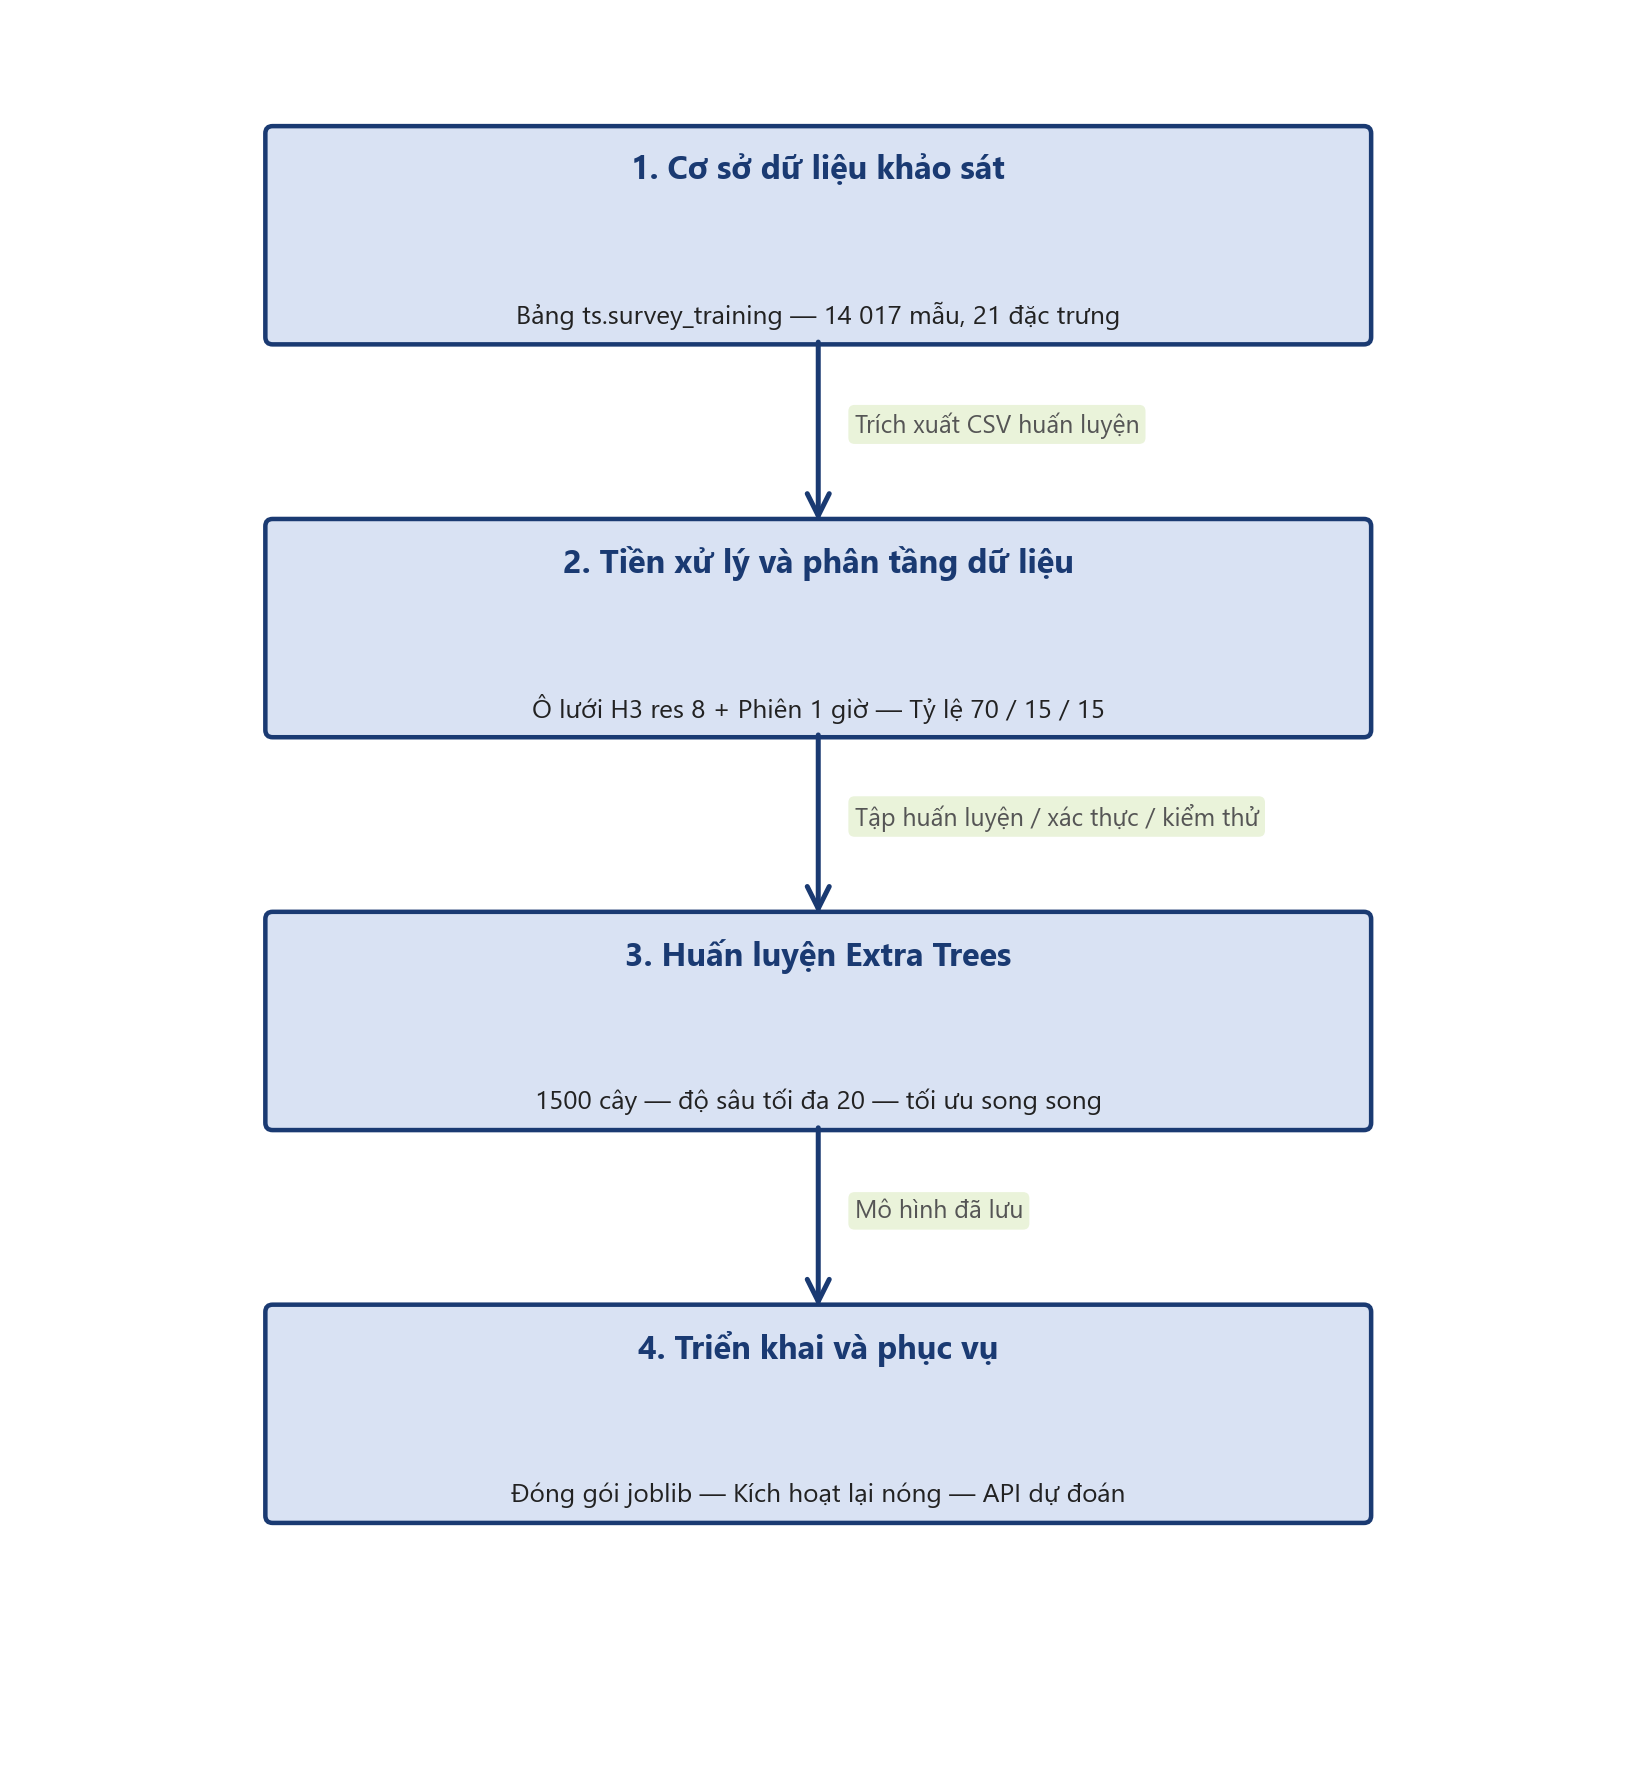 1. Cơ sở dữ liệu khảo sát
Bảng ts.survey_training — 14 017 mẫu, 21 đặc trưng
Trích xuất CSV huấn luyện
2. Tiền xử lý và phân tầng dữ liệu
Ô lưới H3 res 8 + Phiên 1 giờ — Tỷ lệ 70 / 15 / 15
Tập huấn luyện / xác thực / kiểm thử
3. Huấn luyện Extra Trees
1500 cây — độ sâu tối đa 20 — tối ưu song song
Mô hình đã lưu
4. Triển khai và phục vụ
Đóng gói joblib — Kích hoạt lại nóng — API dự đoán